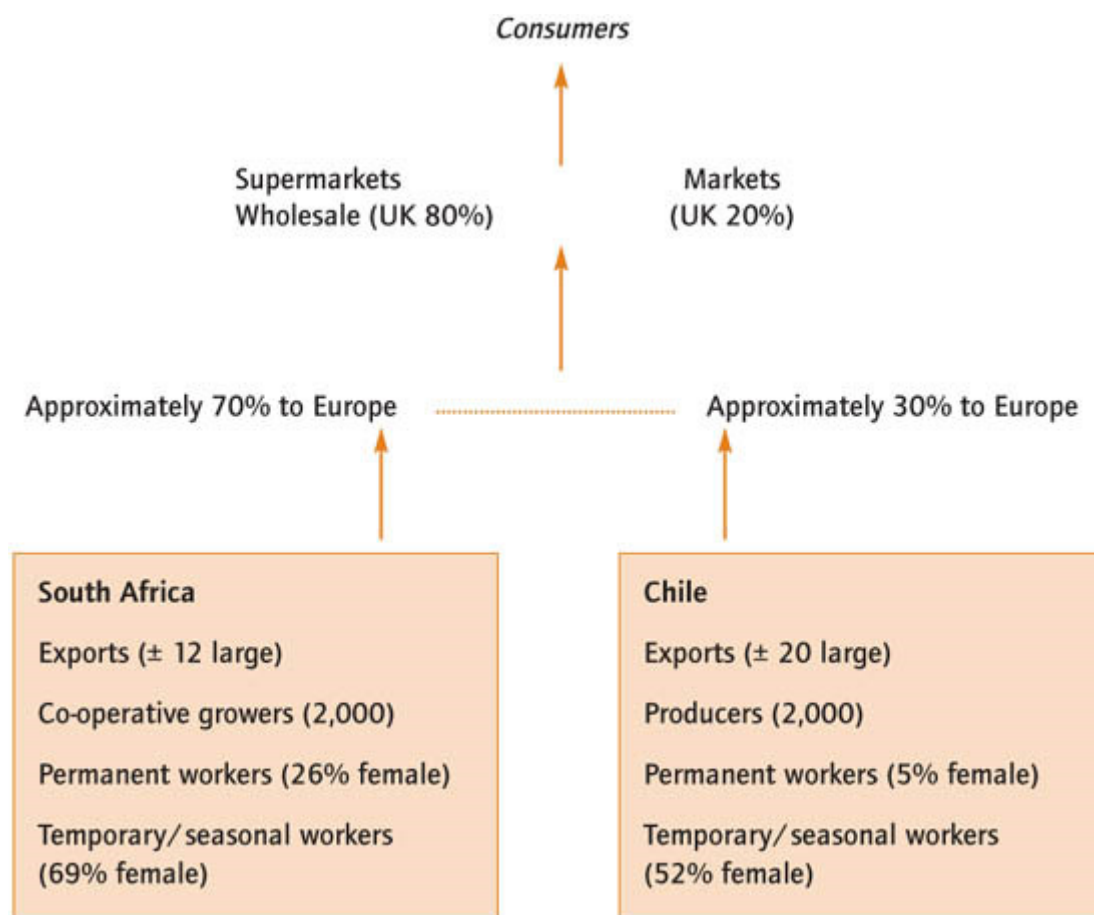 Consumers
Supermarkets
Wholesale (UK 80%)
Markets
(UK 20%)
Approximately 70% to Europe
Approximately 30% to Europe
South Africa
Exports (± 12 large)
Co-operative growers (2,000)
Permanent workers (26% female)
Temporary/seasonal workers
(69% female)
Chile
Exports (± 20 large)
Producers (2,000)
Permanent workers (5% female)
Temporary/seasonal workers
(52% female)